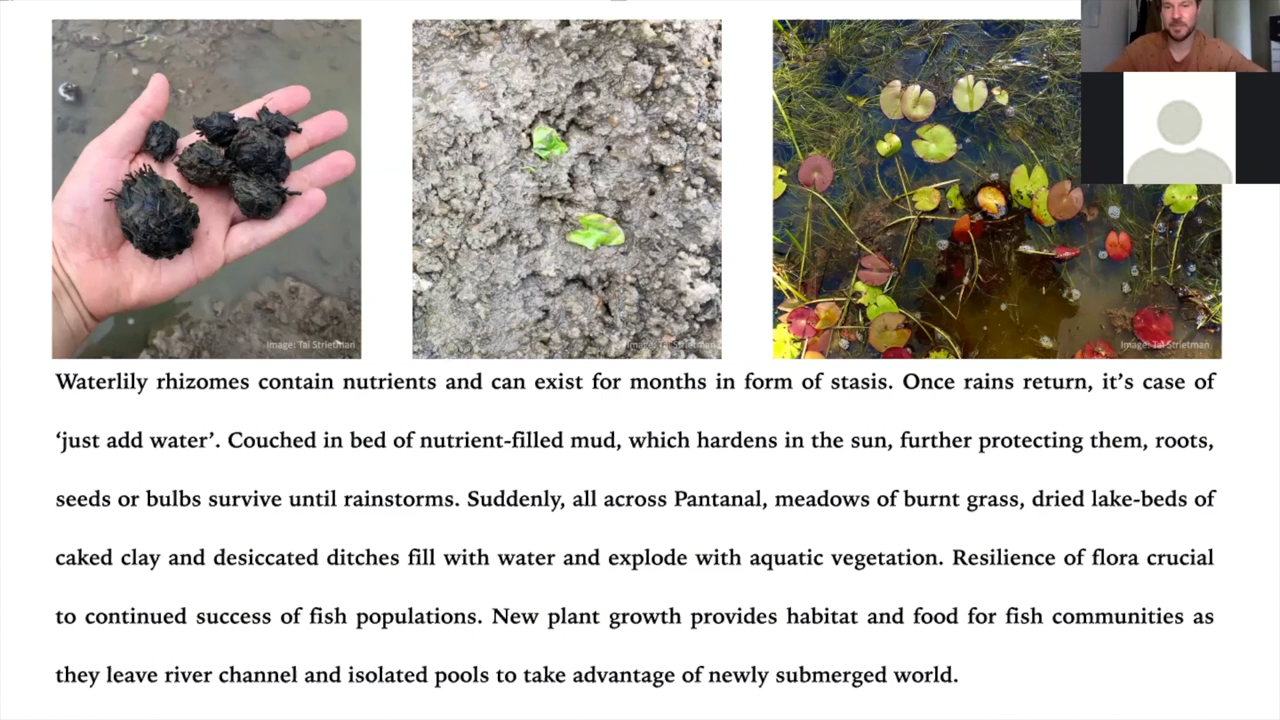 Image: Tai Strietman
Image: Tai Strietman
Image: Tai Strietman
Waterlily rhizomes contain nutrients and can exist for months in form of stasis. Once rains return, it’s case of
‘just add water’. Couched in bed of nutrient-filled mud, which hardens in the sun, further protecting them, roots,
seeds or bulbs survive until rainstorms. Suddenly, all across Pantanal, meadows of burnt grass, dried lake-beds of
caked clay and desiccated ditches fill with water and explode with aquatic vegetation. Resilience of flora crucial
to continued success of fish populations. New plant growth provides habitat and food for fish communities as
they leave river channel and isolated pools to take advantage of newly submerged world.